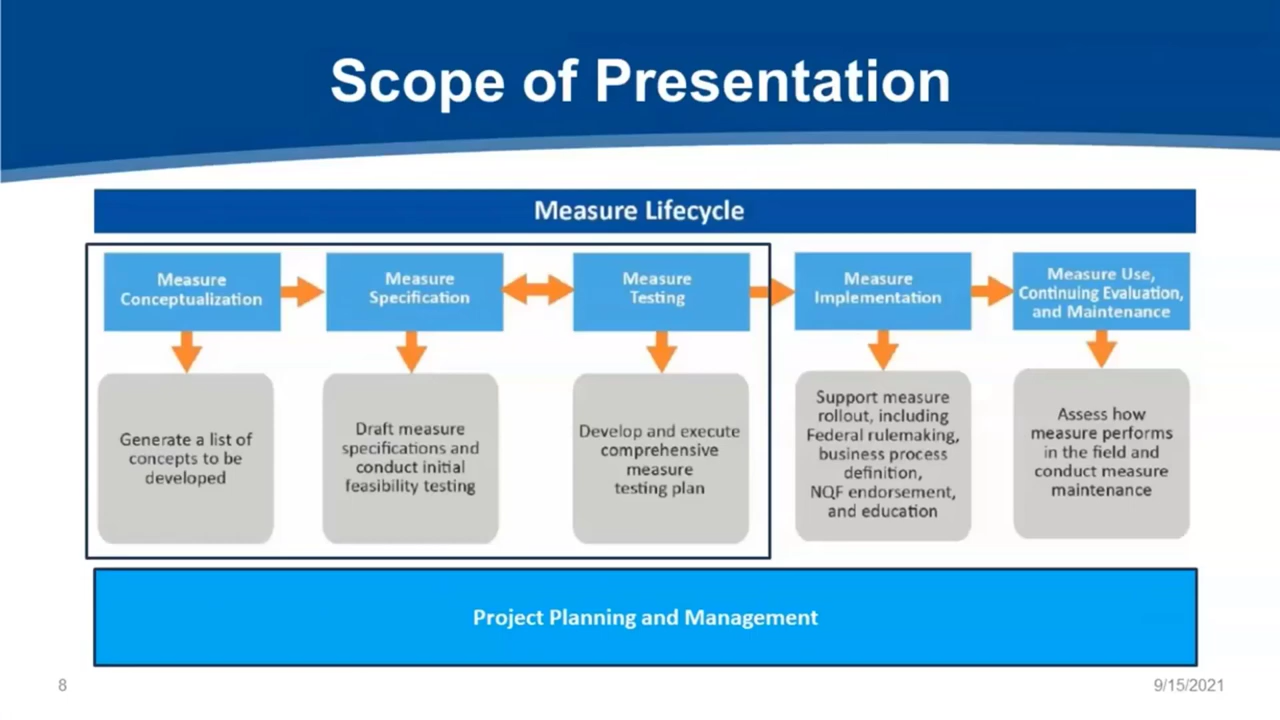 Scope of Presentation
Measure Lifecycle
Measure
Conceptualization
Measure
Specification
Measure
Testing
Measure
Implementation
Measure Use,
Continuing Evaluation,
and Maintenance
Generate a list of
concepts to be
developed
Draft measure
specifications and
conduct initial
feasibility testing
Develop and execute
comprehensive
measure
testing plan
Support measure
rollout, including
Federal rulemaking,
business process
definition,
NQF endorsement,
and education
Assess how
measure performs
in the field and
conduct measure
maintenance
Project Planning and Management
8
9/15/2021